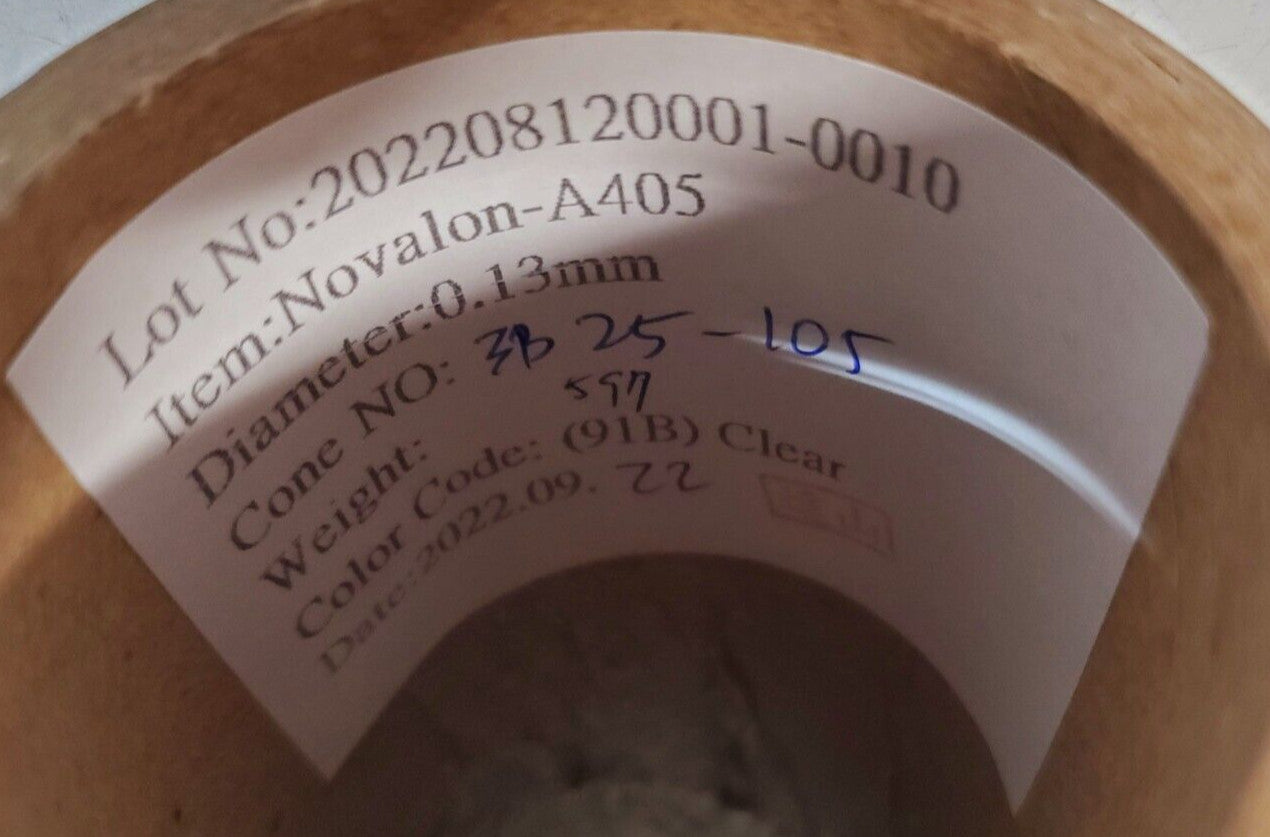 Lot No:202208120001-0010
Item:Novalon-A405
Diameter:0.13mm
Cone NO: 3B 25-105
Weight: 597
Color Code: (91B) Clear
Date:2022.09. 22